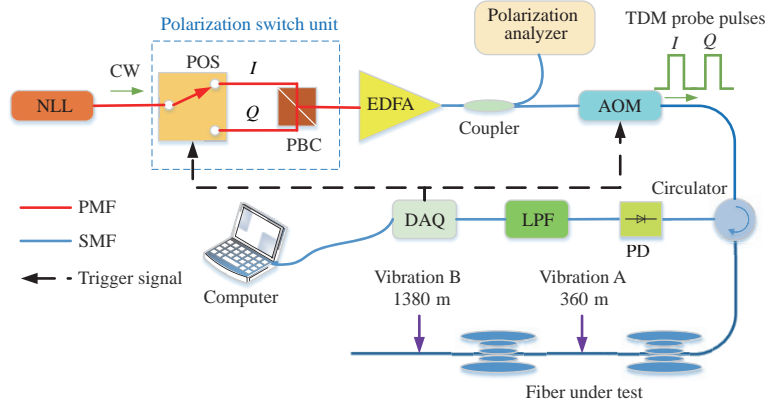 Polarization switch unit
Polarization
analyzer
TDM probe pulses
I
Q
CW
POS
I
NLL
EDFA
AOM
Q
PBC
Coupler
Circulator
PMF
SMF
Trigger signal
DAQ
LPF
PD
Computer
Vibration B
1380 m
Vibration A
360 m
Fiber under test